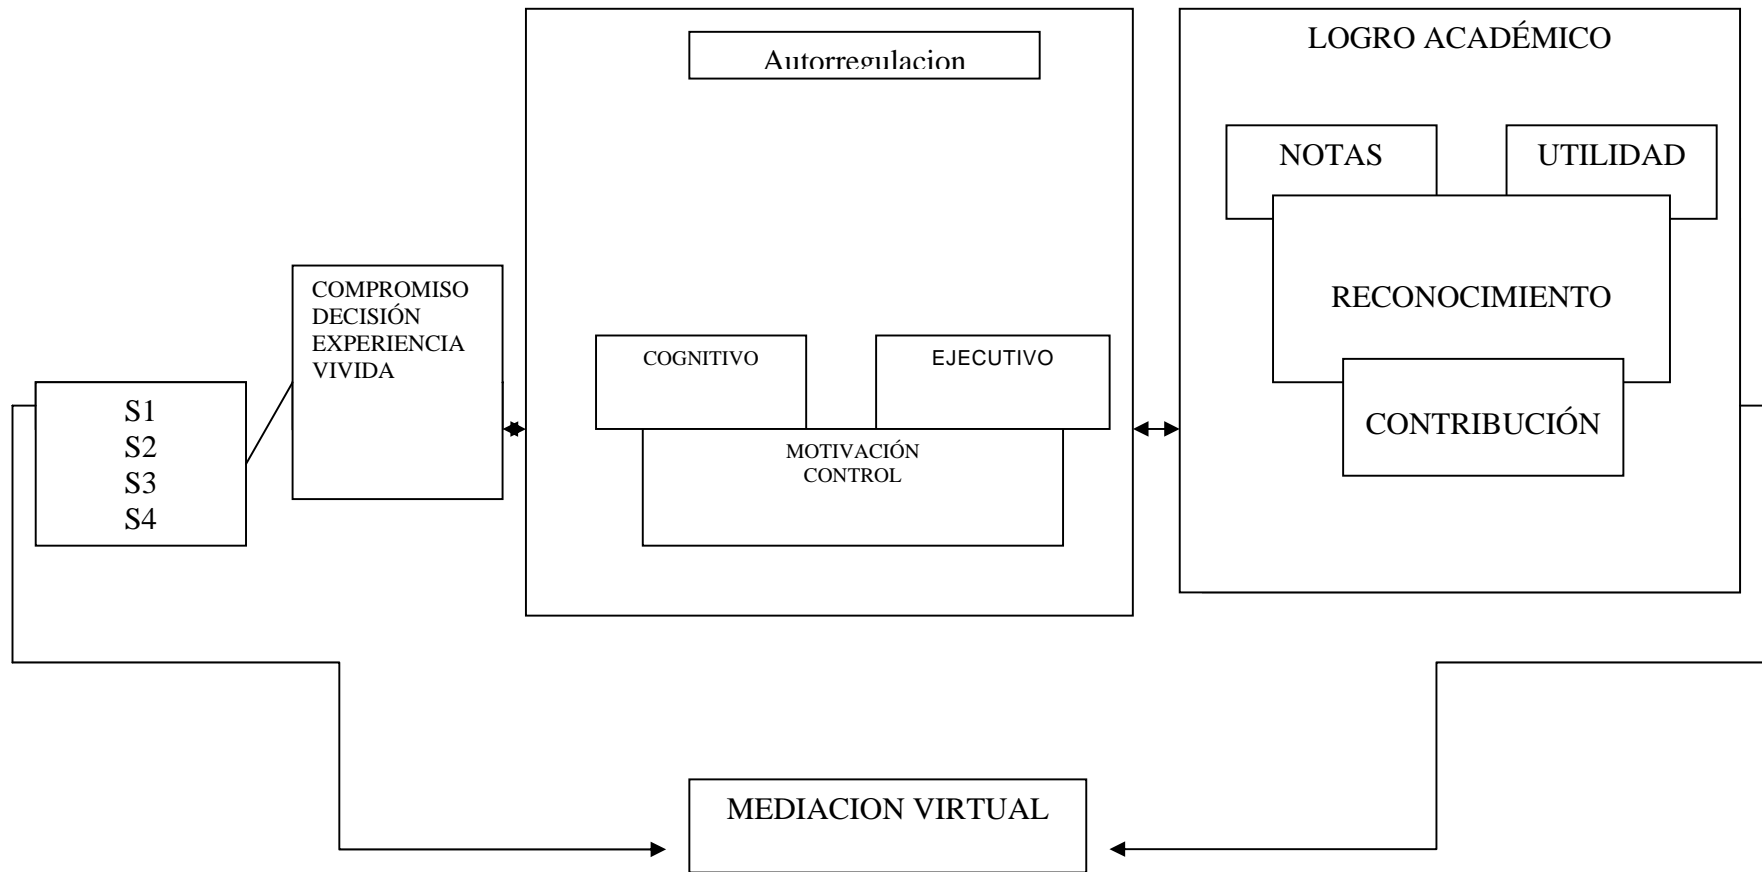 Autorregulacion
LOGRO ACADÉMICO
NOTAS
UTILIDAD
RECONOCIMIENTO
CONTRIBUCIÓN
COMPROMISO
DECISIÓN
EXPERIENCIA
VIVIDA
COGNITIVO
EJECUTIVO
MOTIVACIÓN
CONTROL
S1
S2
S3
S4
MEDIACION VIRTUAL